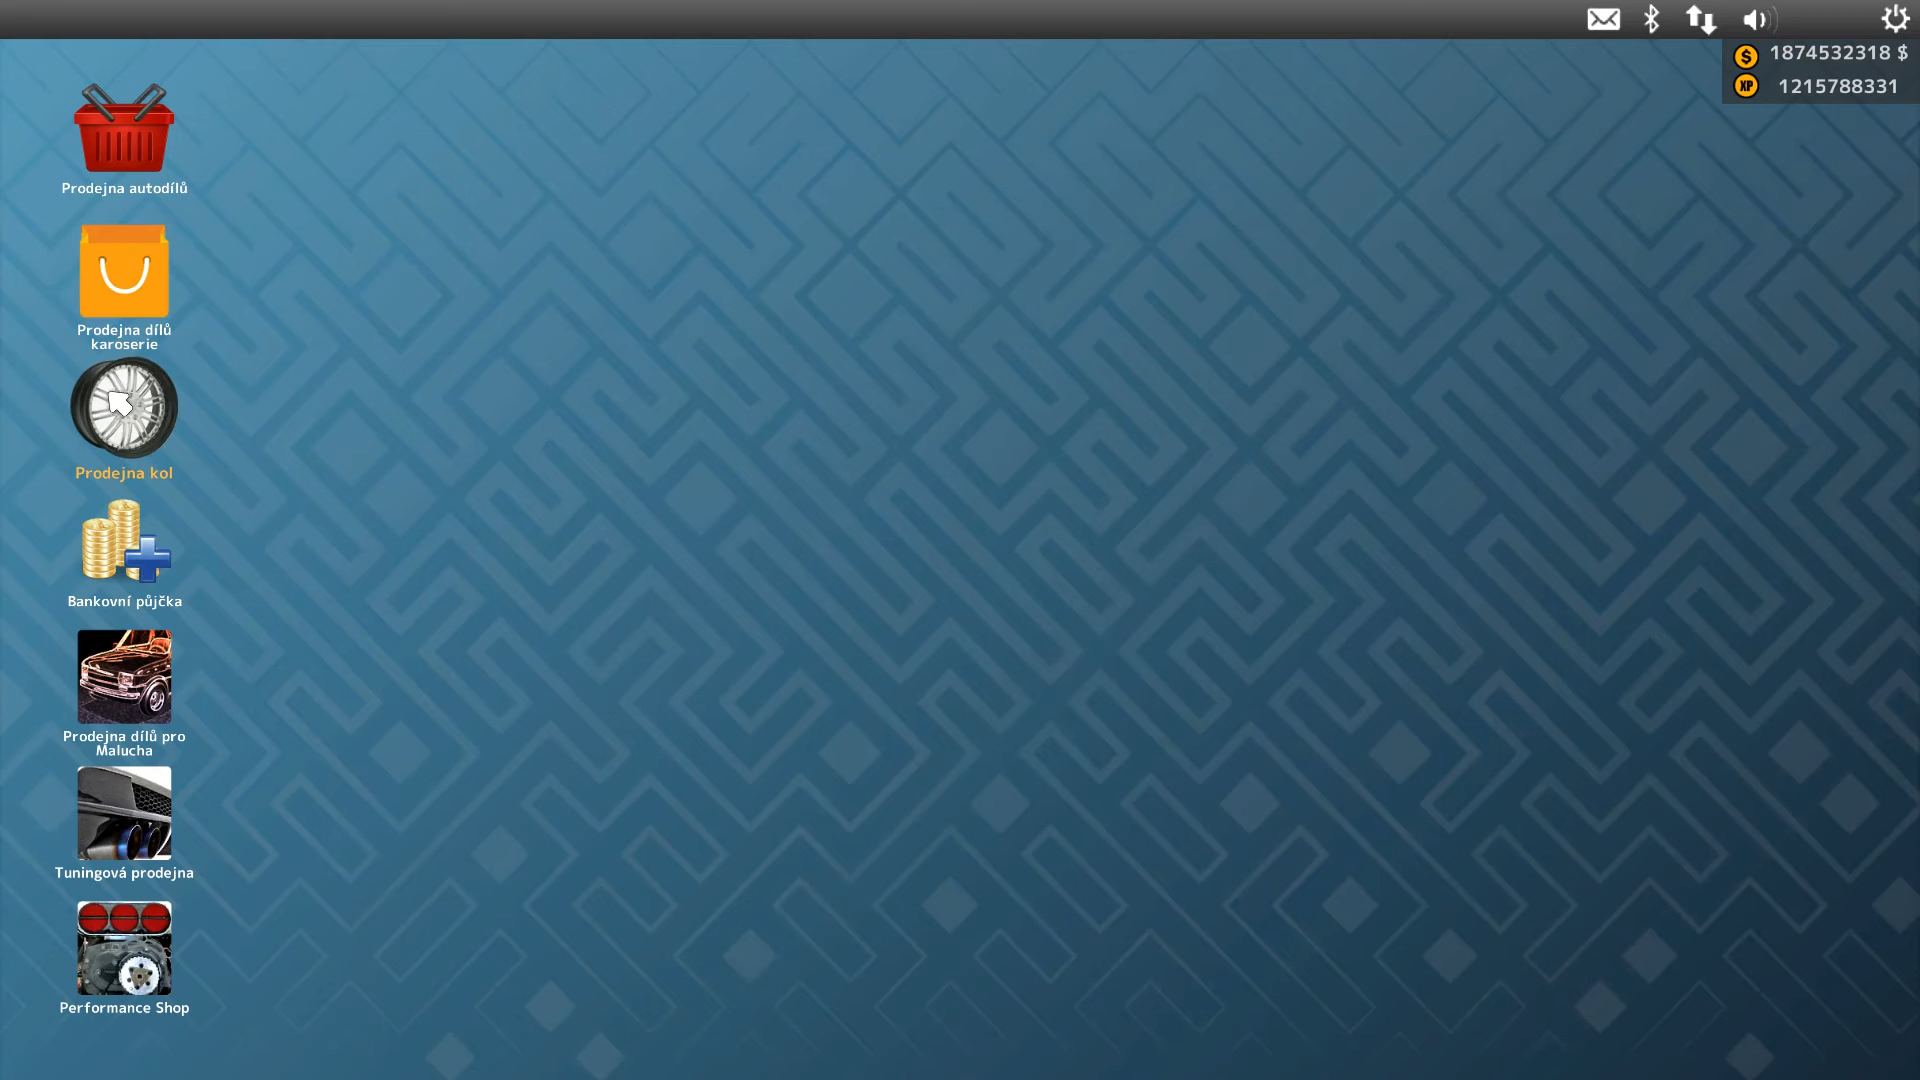 1874532318 $
XP 1215788331
Prodejna autodílů
Prodejna dílů
karoserie
Prodejna kol
Bankovní půjčka
Prodejna dílů pro
Malucha
Tuningová prodejna
Performance Shop